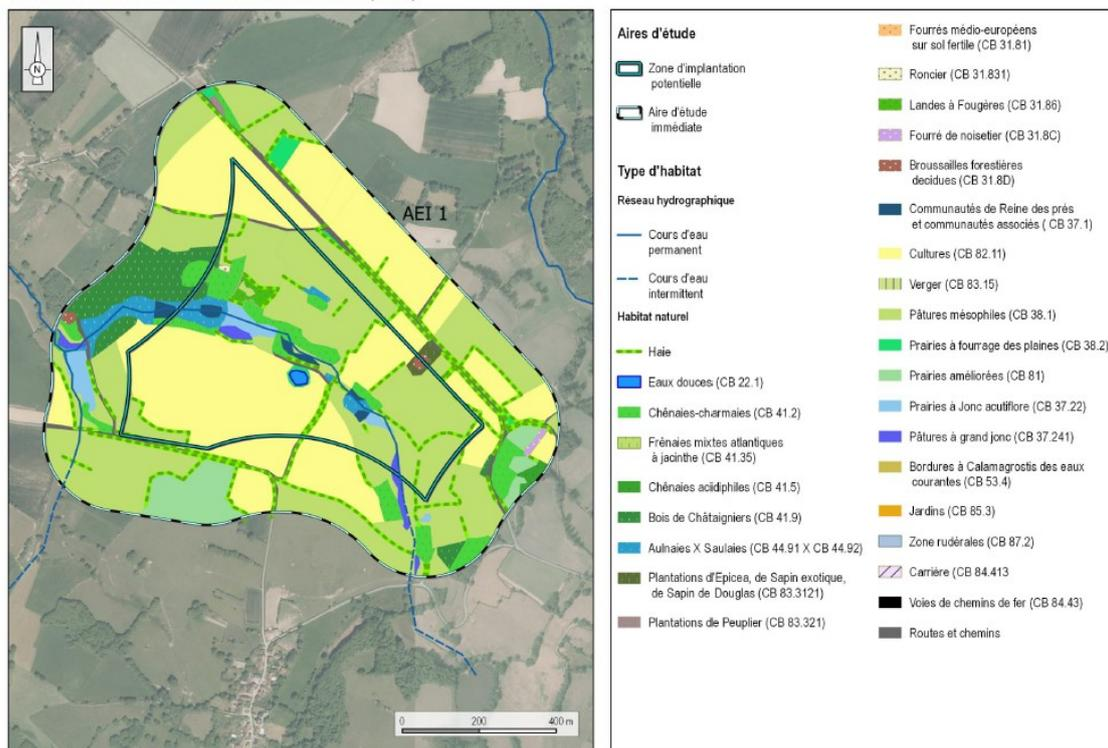 N
AEI 1
0 200 400 m
Aires d'étude
Zone d'implantation
potentielle
Aire d'étude
immédiate
Type d'habitat
Réseau hydrographique
Cours d'eau
permanent
Cours d'eau
intermittent
Habitat naturel
Haie
Eaux douces (CB 22.1)
Chênaies-charmaies (CB 41.2)
Frênaies mixtes atlantiques
à jacinthe (CB 41.35)
Chênaies acidiphiles (CB 41.5)
Bois de Châtaigniers (CB 41.9)
Aulnaies X Saulaies (CB 44.91 X CB 44.92)
Plantations d'Epicea, de Sapin exotique,
de Sapin de Douglas (CB 83.3121)
Plantations de Peuplier (CB 83.321)
Fourrés médio-européens
sur sol fertile (CB 31.81)
Roncier (CB 31.831)
Landes à Fougères (CB 31.86)
Fourré de noisetier (CB 31.8C)
Broussailles forestières
decidues (CB 31.8D)
Communautés de Reine des prés
et communautés associés ( CB 37.1)
Cultures (CB 82.11)
Verger (CB 83.15)
Pâtures mésophiles (CB 38.1)
Prairies à fourrage des plaines (CB 38.2)
Prairies améliorées (CB 81)
Prairies à Jonc acutiflore (CB 37.22)
Pâtures à grand jonc (CB 37.241)
Bordures à Calamagrostis des eaux
courantes (CB 53.4)
Jardins (CB 85.3)
Zone rudérales (CB 87.2)
Carrière (CB 84.413
Voies de chemins de fer (CB 84.43)
Routes et chemins